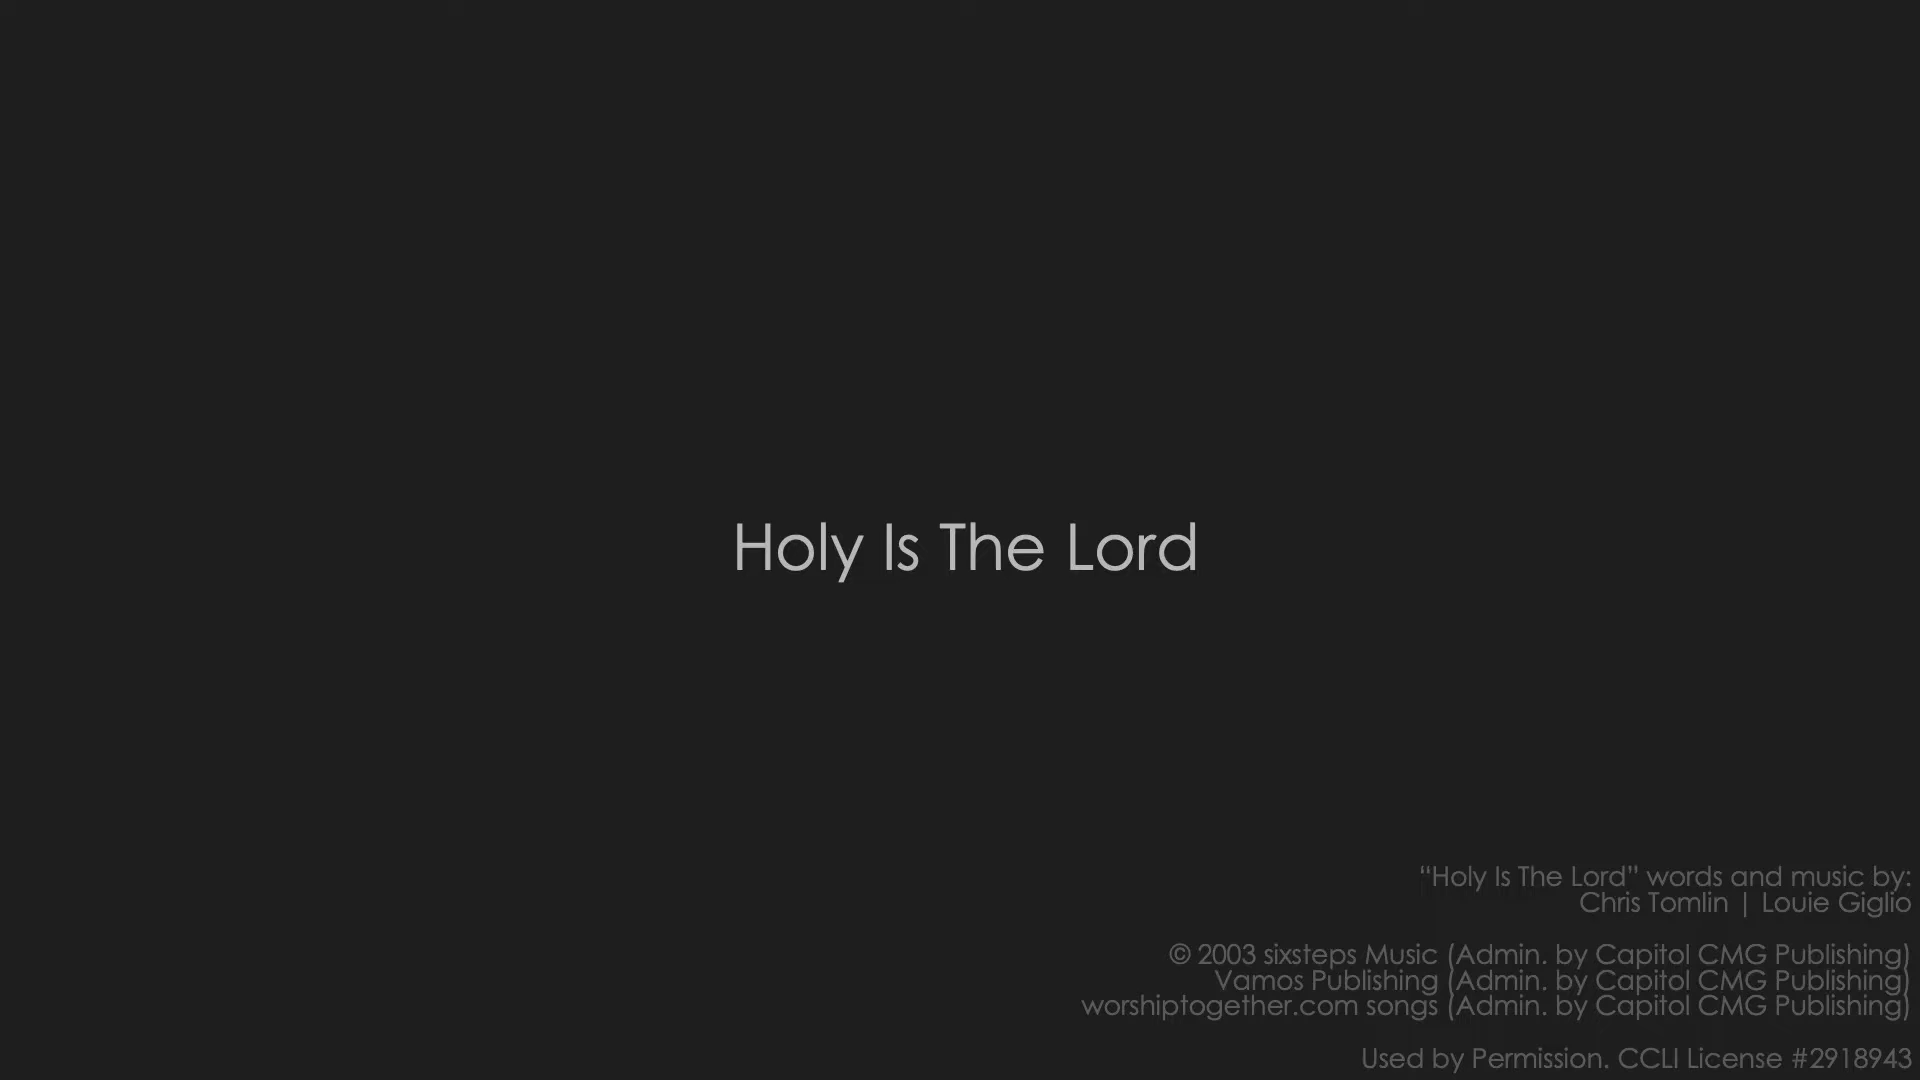 Holy Is The Lord
“Holy Is The Lord” words and music by:
Chris Tomlin | Louie Giglio
© 2003 sixsteps Music (Admin. by Capitol CMG Publishing)
Vamos Publishing (Admin. by Capitol CMG Publishing)
worshiptogether.com songs (Admin. by Capitol CMG Publishing)
Used by Permission. CCLI License #2918943